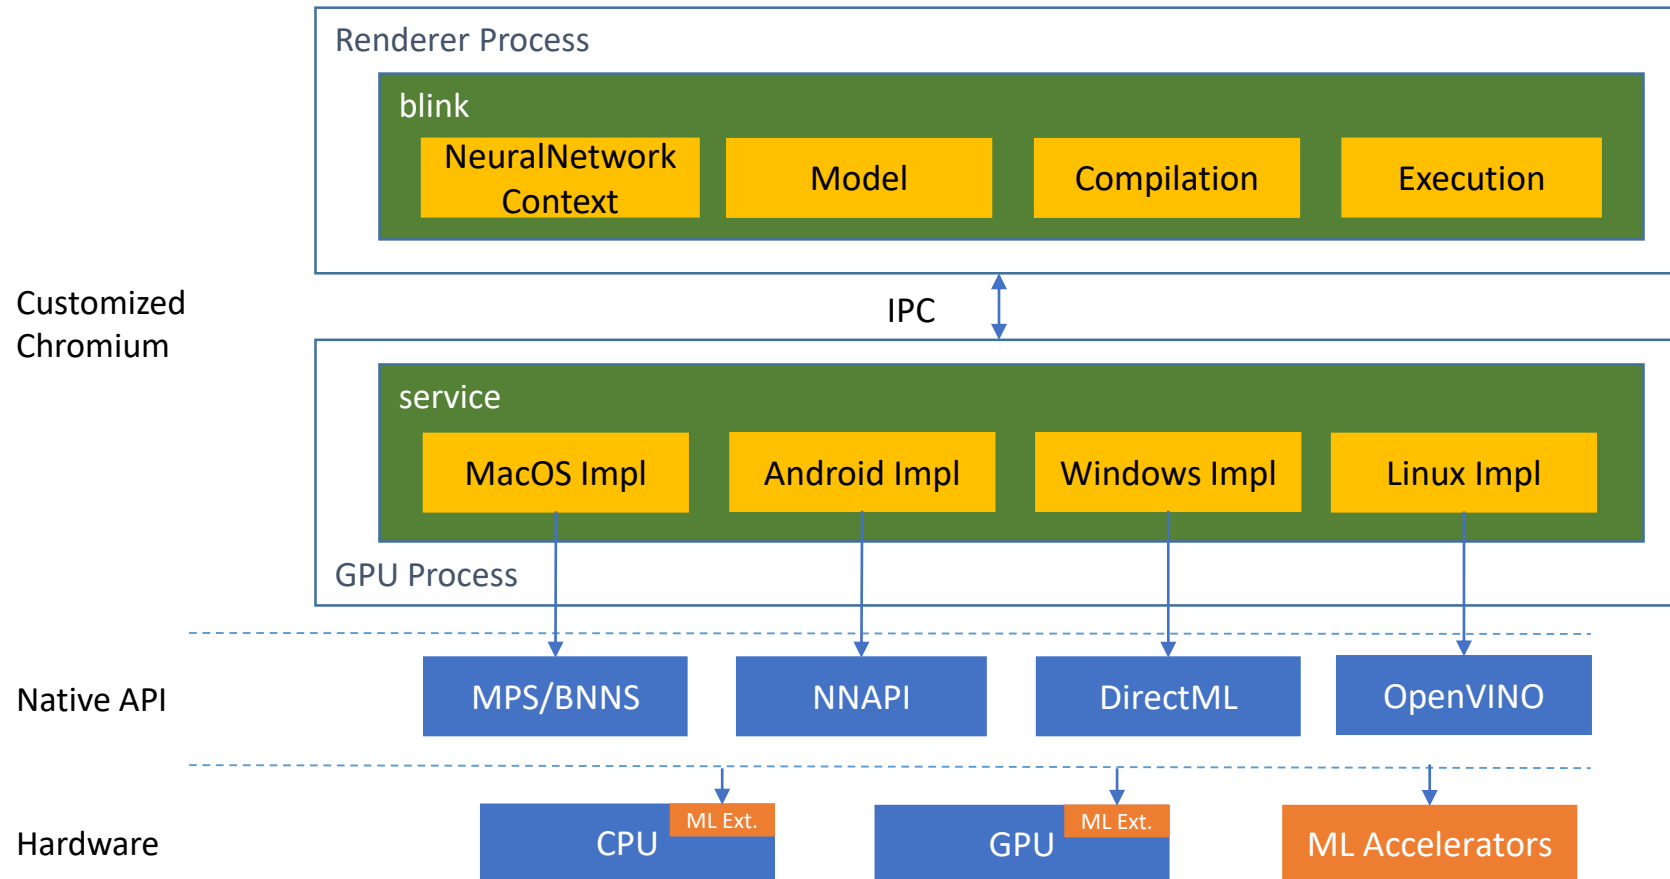 Renderer Process
blink
NeuralNetwork
Context
Model
Compilation
Execution
Customized
Chromium
IPC
service
MacOS Impl
Android Impl
Windows Impl
Linux Impl
GPU Process
Native API
MPS/BNNS
NNAPI
DirectML
OpenVINO
Hardware
CPU
ML Ext.
GPU
ML Ext.
ML Accelerators